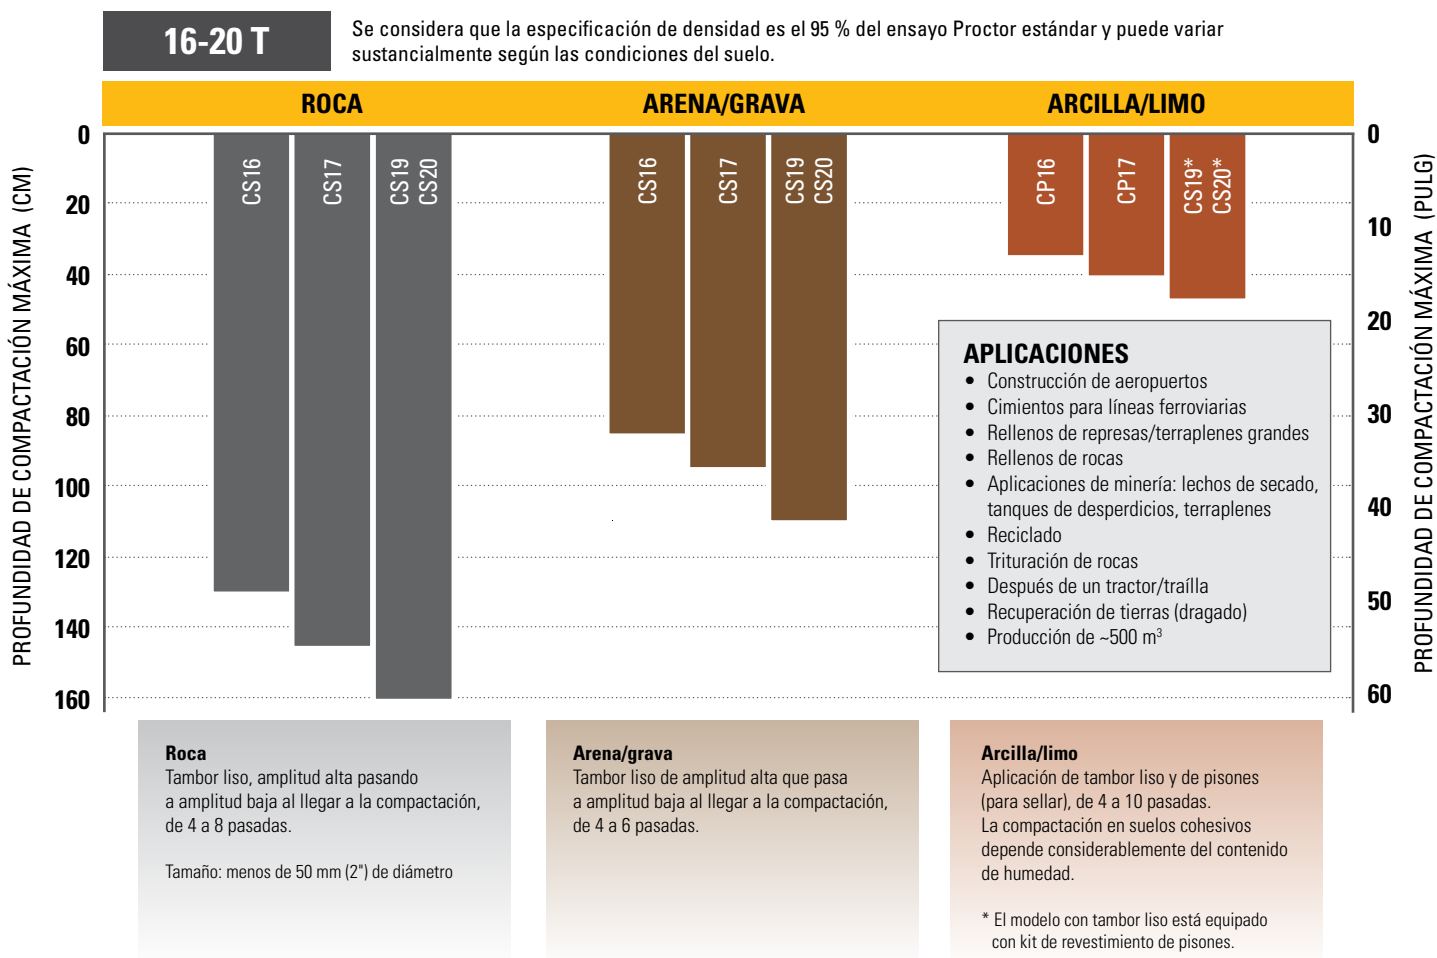 16-20 T
Se considera que la especificación de densidad es el 95 % del ensayo Proctor estándar y puede variar
sustancialmente según las condiciones del suelo.
ROCA
ARENA/GRAVA
ARCILLA/LIMO
PROFUNDIDAD DE COMPACTACIÓN MÁXIMA (CM)
0
20
40
60
80
100
120
140
160
CS16
CS17
CS19
CS20
CS16
CS17
CS19
CS20
CP16
CP17
CS19*
CS20*
0
10
20
30
40
50
60
PROFUNDIDAD DE COMPACTACIÓN MÁXIMA (PULG)
APLICACIONES
• Construcción de aeropuertos
• Cimientos para líneas ferroviarias
• Rellenos de represas/terraplenes grandes
• Rellenos de rocas
• Aplicaciones de minería: lechos de secado,
tanques de desperdicios, terraplenes
• Reciclado
• Trituración de rocas
• Después de un tractor/traílla
• Recuperación de tierras (dragado)
• Producción de ~500 m³
Roca
Tambor liso, amplitud alta pasando
a amplitud baja al llegar a la compactación,
de 4 a 8 pasadas.
Tamaño: menos de 50 mm (2") de diámetro
Arena/grava
Tambor liso de amplitud alta que pasa
a amplitud baja al llegar a la compactación,
de 4 a 6 pasadas.
Arcilla/limo
Aplicación de tambor liso y de pisones
(para sellar), de 4 a 10 pasadas.
La compactación en suelos cohesivos
depende considerablemente del contenido
de humedad.
* El modelo con tambor liso está equipado
con kit de revestimiento de pisones.